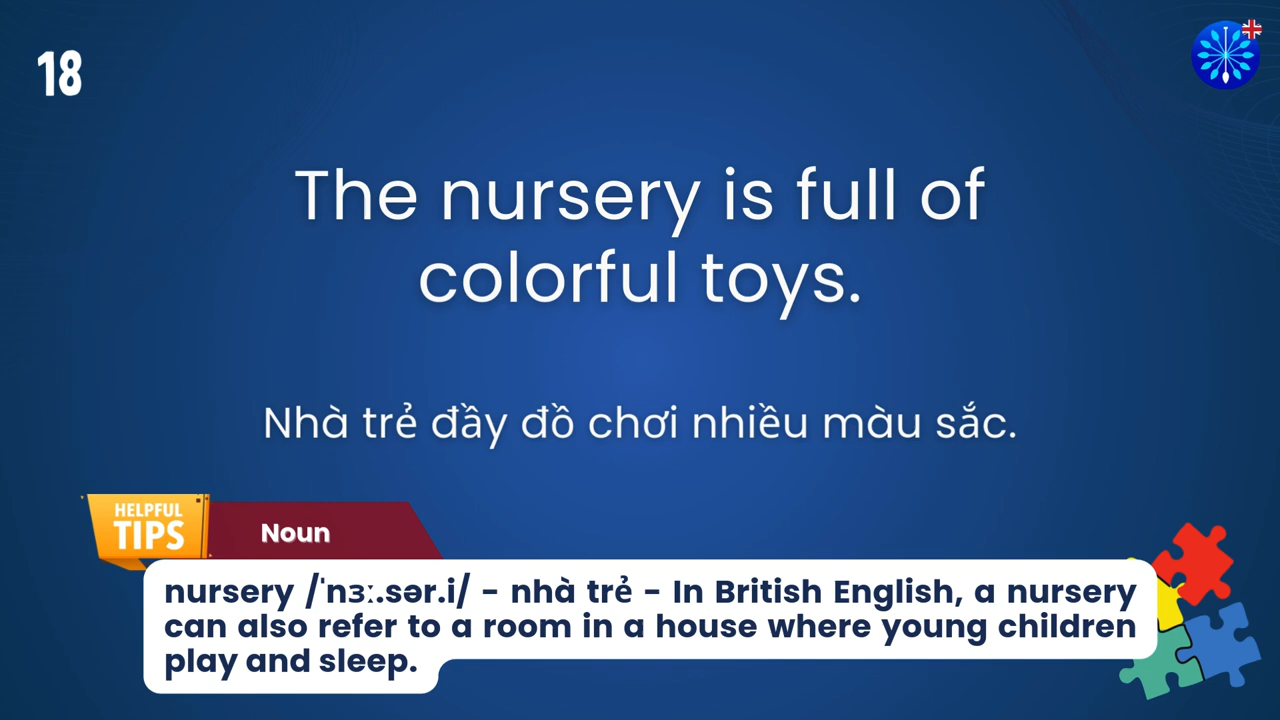 18
The nursery is full of
colorful toys.
Nhà trẻ đầy đồ chơi nhiều màu sắc.
HELPFUL
TIPS
Noun
nursery /ˈnɜː.sər.i/ - nhà trẻ - In British English, a nursery
can also refer to a room in a house where young children
play and sleep.